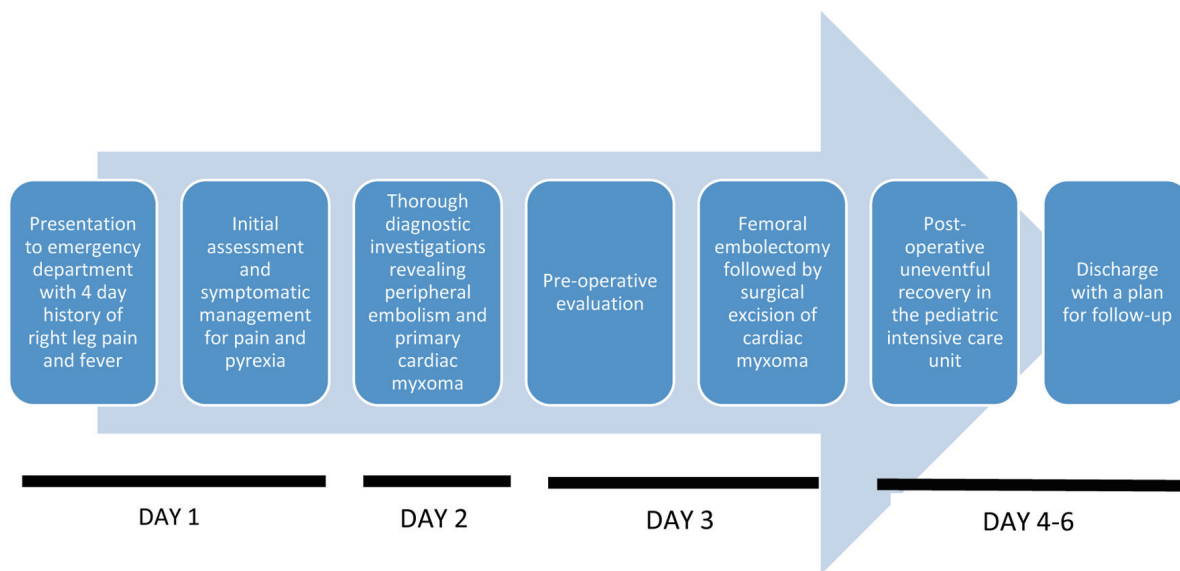 Presentation
to emergency
department
with 4 day
history of
right leg pain
and fever
Initial
assessment
and
symptomatic
management
for pain and
pyrexia
Thorough
diagnostic
investigations
revealing
peripheral
embolism and
primary
cardiac
myxoma
Pre-operative
evaluation
Femoral
embolectomy
followed by
surgical
excision of
cardiac
myxoma
Post-
operative
uneventful
recovery in
the pediatric
intensive care
unit
Discharge
with a plan
for follow-up
DAY 1
DAY 2
DAY 3
DAY 4-6